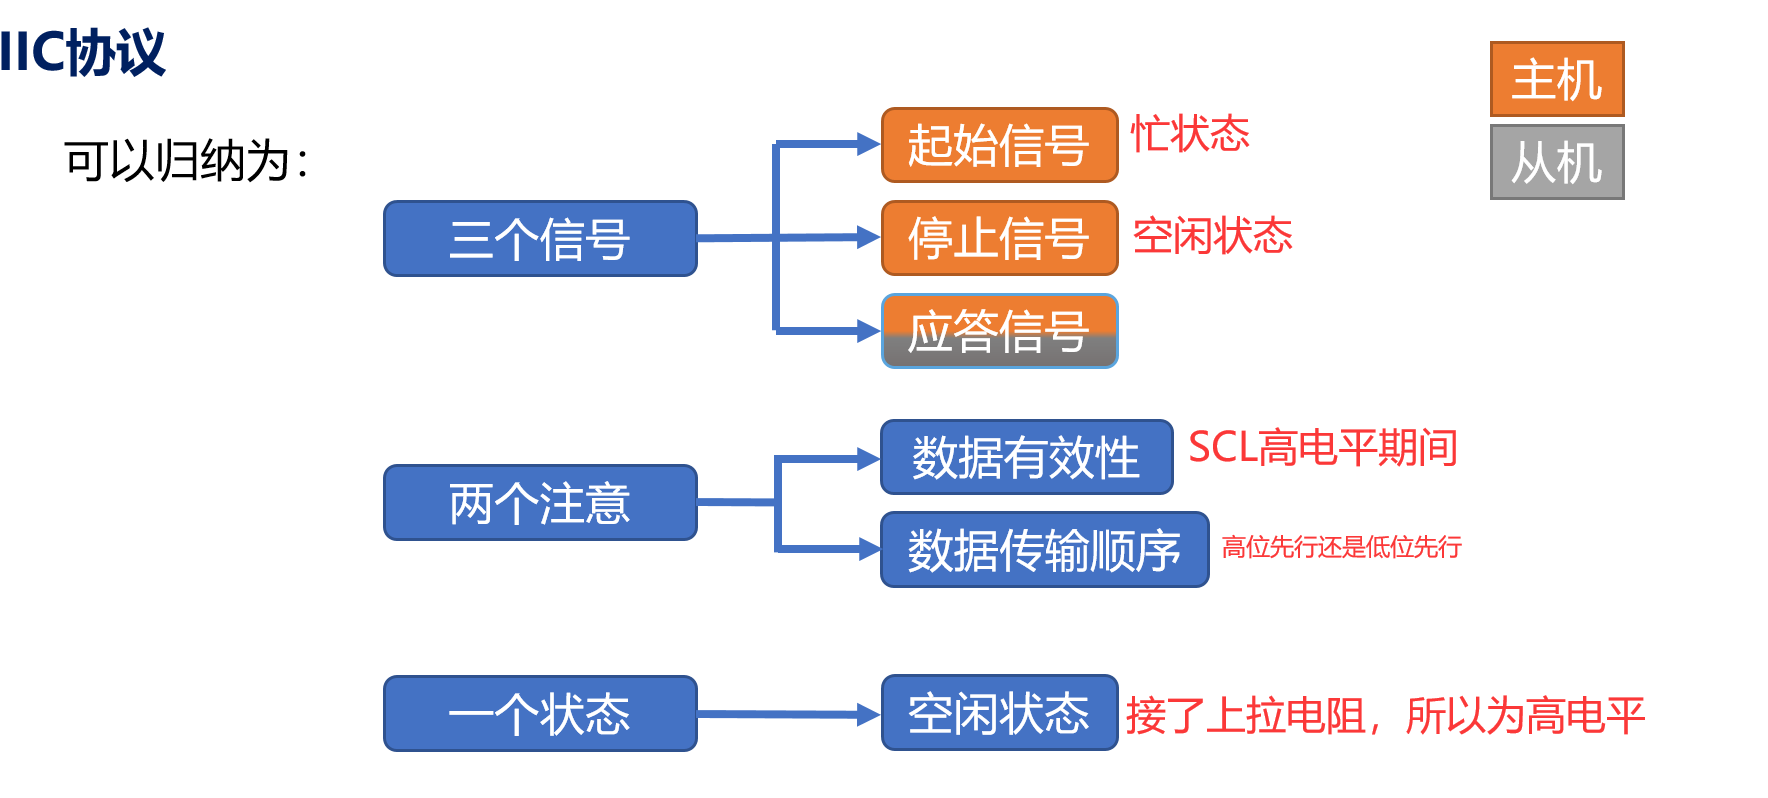 IIC协议
主机
从机
可以归纳为：
三个信号
起始信号
忙状态
停止信号
空闲状态
应答信号
两个注意
数据有效性
SCL高电平期间
数据传输顺序
高位先行还是低位先行
一个状态
空闲状态
接了上拉电阻，所以为高电平